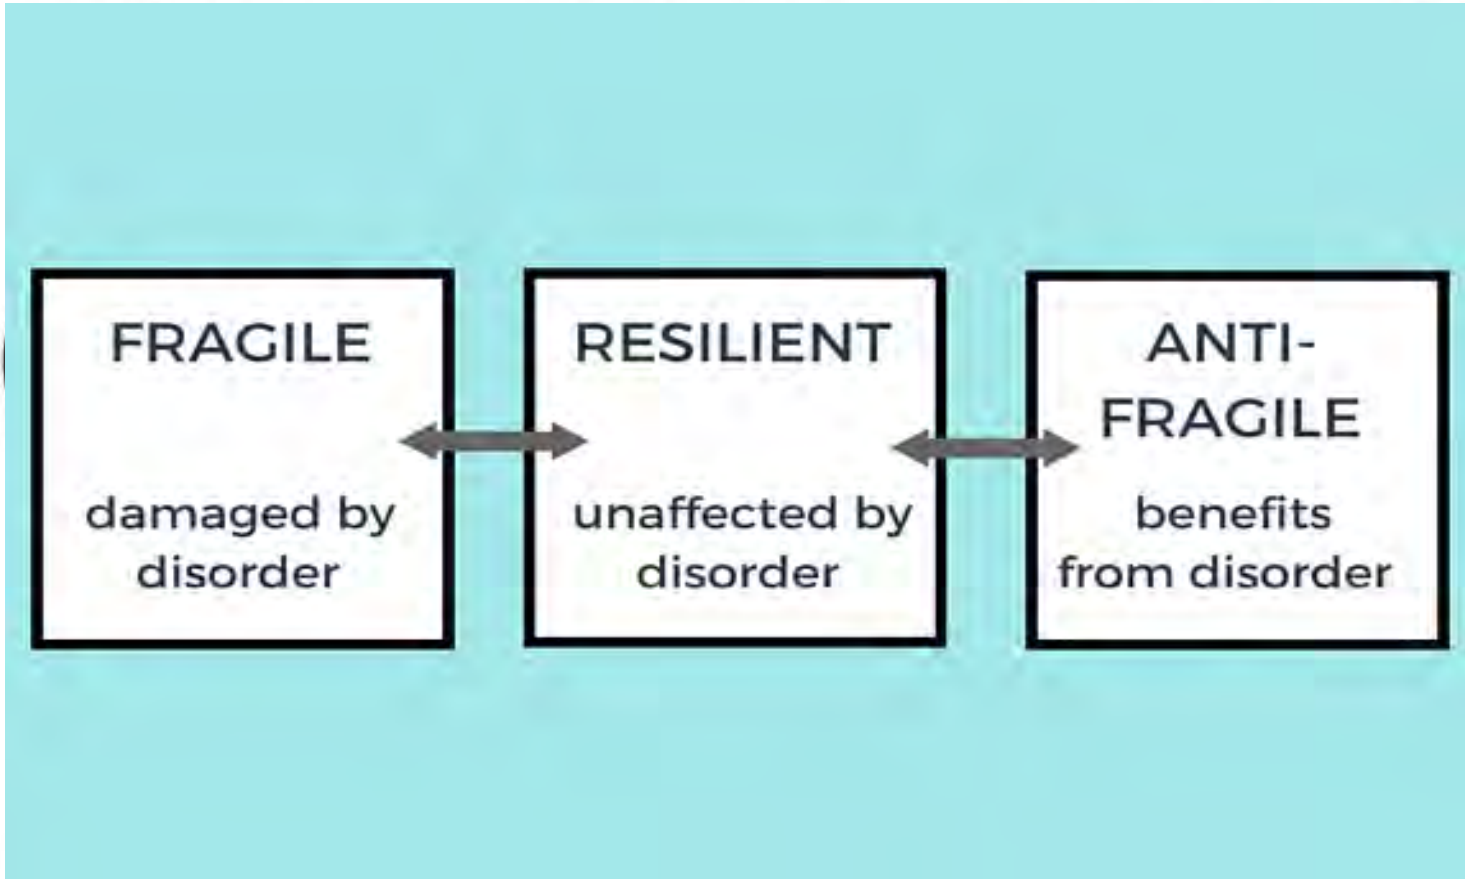 FRAGILE
damaged by
disorder
RESILIENT
unaffected by
disorder
ANTI-
FRAGILE
benefits
from disorder